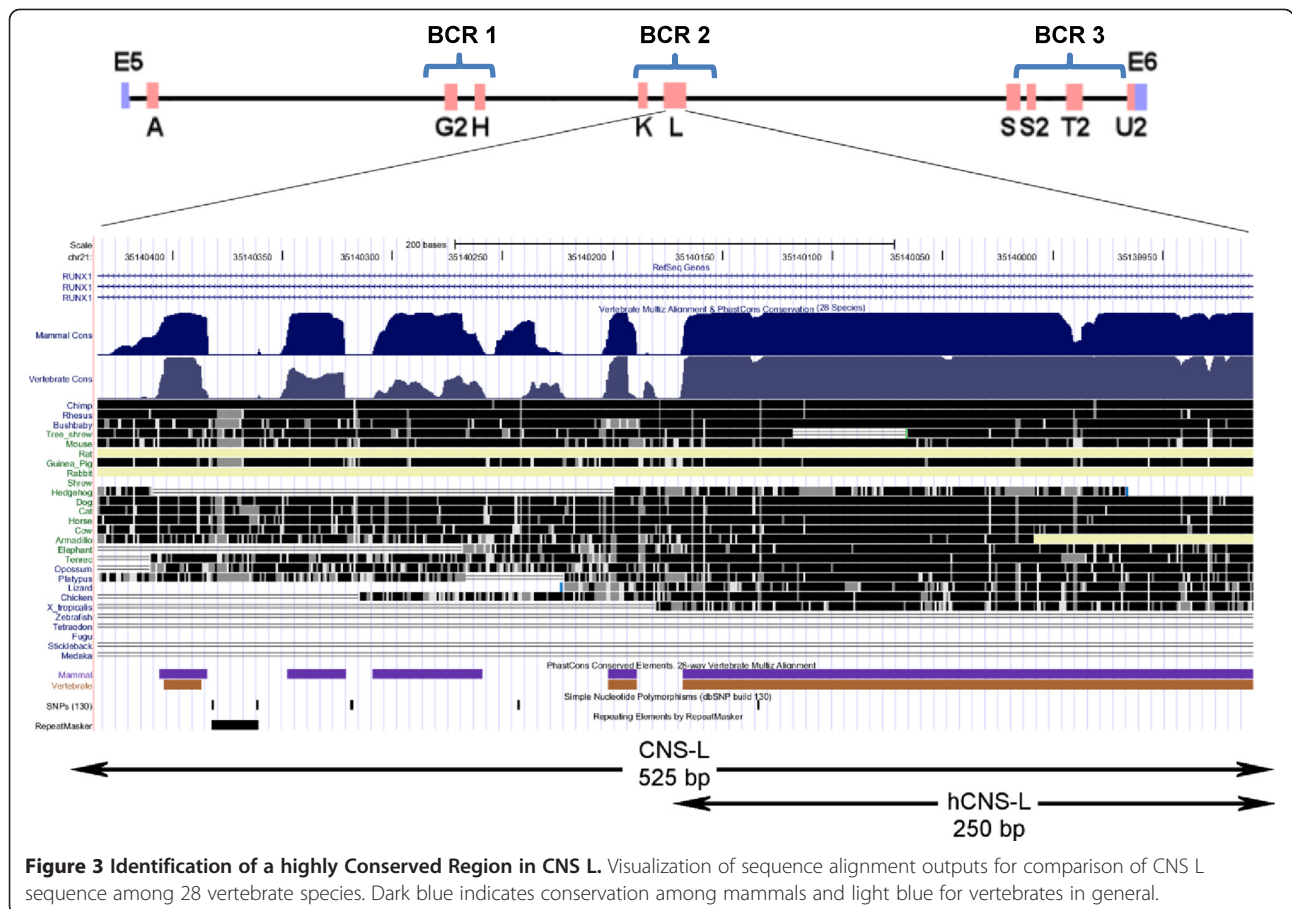 BCR 1 BCR 2 BCR 3
E5 E6
A G2 H K L S S2 T2 U2
Scale 200 bases
chr21: 35140400 35140350 35140300 35140250 35140200 35140150 35140100 35140050 35140000 35139950
RefSeq Genes
RUNX1
RUNX1
RUNX1
Vertebrate Multiz Alignment & PhastCons Conservation (28 Species)
Mammal Cons
Vertebrate Cons
Chimp
Rhesus
Bushbaby
Tree_shrew
Mouse
Rat
Guinea_Pig
Rabbit
Shrew
Hedgehog
Dog
Cat
Horse
Cow
Armadillo
Elephant
Tenrec
Opossum
Platypus
Lizard
Chicken
X_tropicalis
Zebrafish
Tetraodon
Fugu
Stickleback
Medaka
PhastCons Conserved Elements, 28-way Vertebrate Multiz Alignment
Mammal
Vertebrate
Simple Nucleotide Polymorphisms (dbSNP build 130)
SNPs (130)
Repeating Elements by RepeatMasker
RepeatMasker
CNS-L
525 bp
hCNS-L
250 bp
Figure 3 Identification of a highly Conserved Region in CNS L. Visualization of sequence alignment outputs for comparison of CNS L
sequence among 28 vertebrate species. Dark blue indicates conservation among mammals and light blue for vertebrates in general.